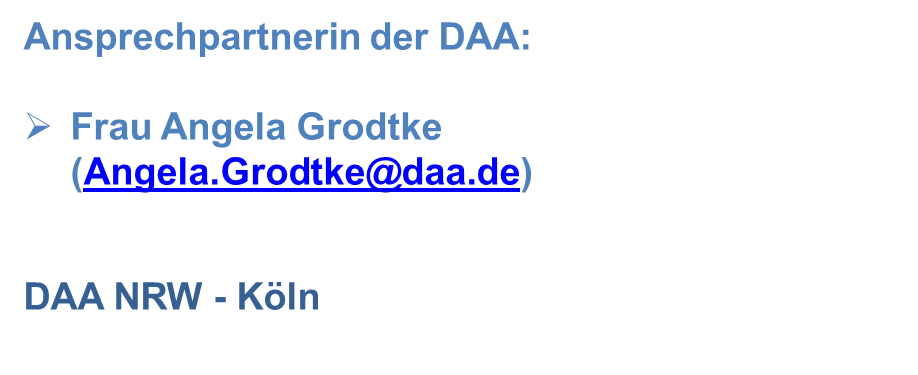 Ansprechpartnerin der DAA:
➢ Frau Angela Grodtke
(Angela.Grodtke@daa.de)
DAA NRW - Köln